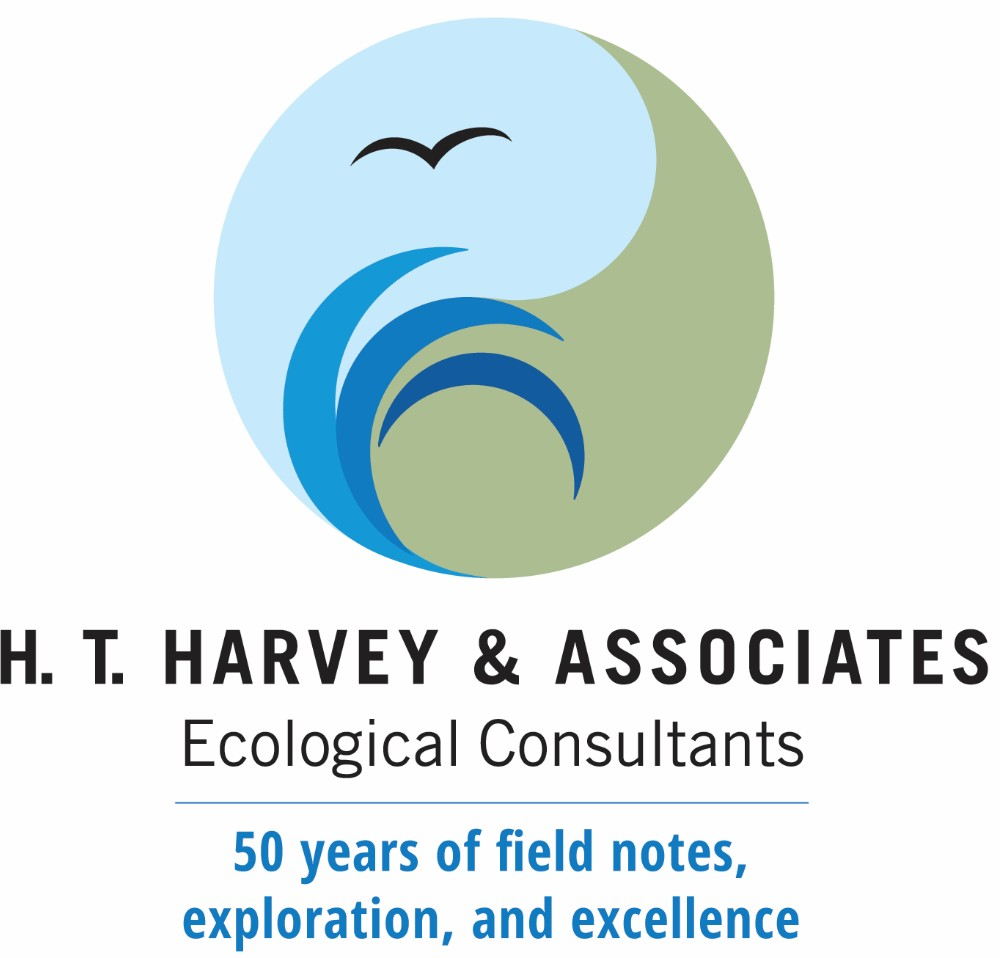 H. T. HARVEY & ASSOCIATES
Ecological Consultants
50 years of field notes,
exploration, and excellence